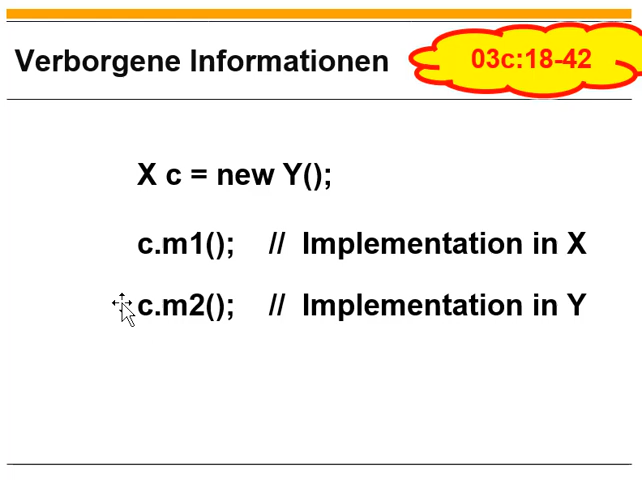 Verborgene Informationen
03c:18-42
X c = new Y();
c.m1(); // Implementation in X
c.m2(); // Implementation in Y